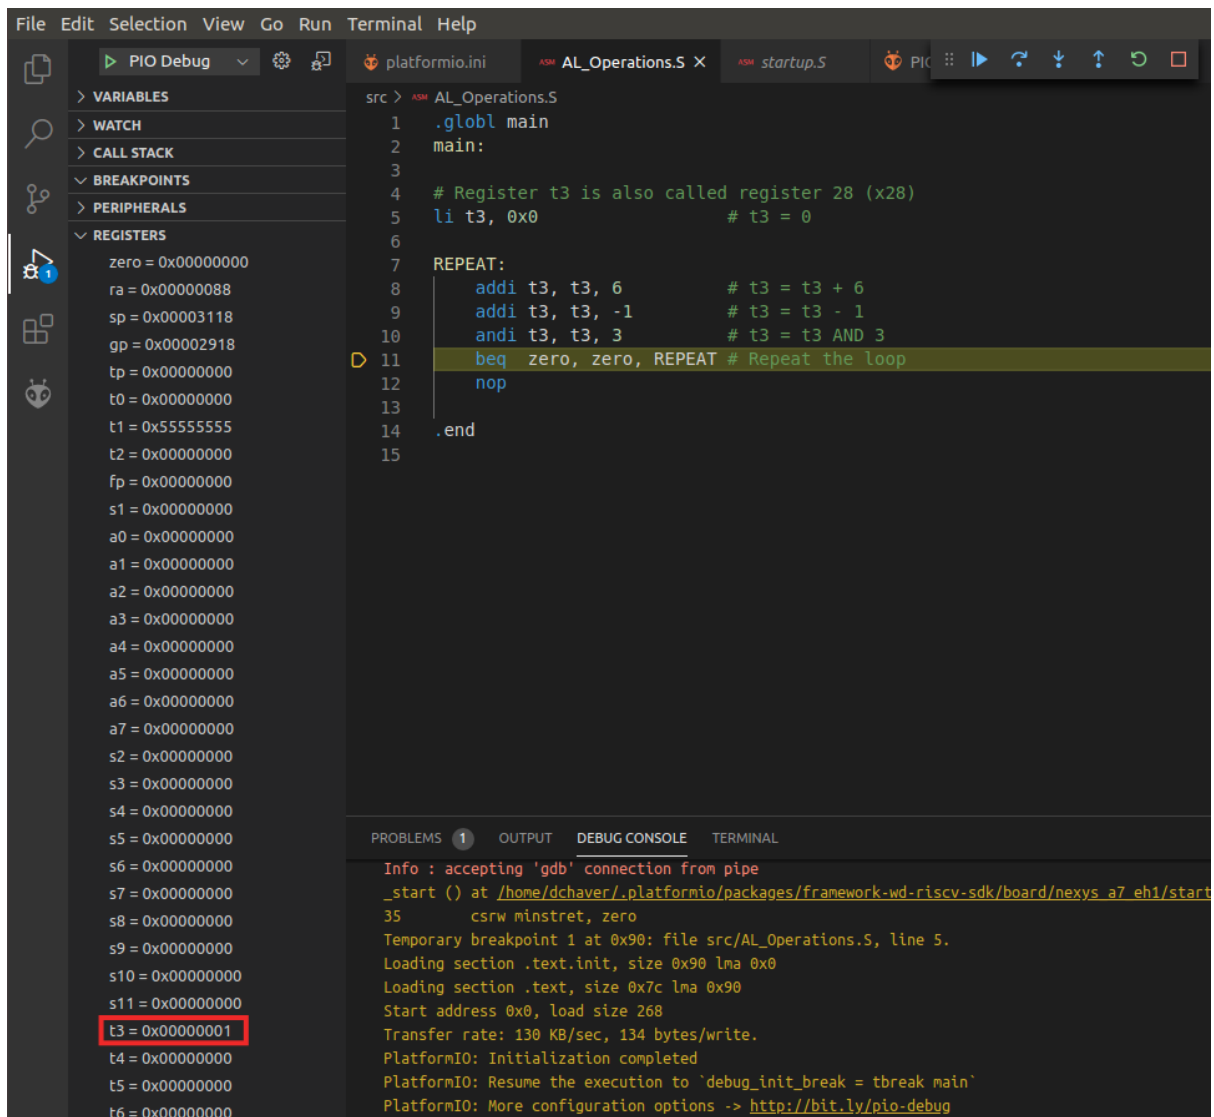 File Edit Selection View Go Run Terminal Help
PIO Debug
platformio.ini
ASM AL_Operations.S
ASM startup.S
src > ASM AL_Operations.S
VARIABLES
WATCH
CALL STACK
BREAKPOINTS
PERIPHERALS
REGISTERS
zero = 0x00000000
ra = 0x00000088
sp = 0x00003118
gp = 0x00002918
tp = 0x00000000
t0 = 0x00000000
t1 = 0x55555555
t2 = 0x00000000
fp = 0x00000000
s1 = 0x00000000
a0 = 0x00000000
a1 = 0x00000000
a2 = 0x00000000
a3 = 0x00000000
a4 = 0x00000000
a5 = 0x00000000
a6 = 0x00000000
a7 = 0x00000000
s2 = 0x00000000
s3 = 0x00000000
s4 = 0x00000000
s5 = 0x00000000
s6 = 0x00000000
s7 = 0x00000000
s8 = 0x00000000
s9 = 0x00000000
s10 = 0x00000000
s11 = 0x00000000
t3 = 0x00000001
t4 = 0x00000000
t5 = 0x00000000
t6 = 0x00000000
1
1 .globl main
2 main:
3
4 # Register t3 is also called register 28 (x28)
5 li t3, 0x0 # t3 = 0
6
7 REPEAT:
8 addi t3, t3, 6 # t3 = t3 + 6
9 addi t3, t3, -1 # t3 = t3 - 1
10 andi t3, t3, 3 # t3 = t3 AND 3
11 beq zero, zero, REPEAT # Repeat the loop
12 nop
13
14 .end
15
PROBLEMS 1 OUTPUT DEBUG CONSOLE TERMINAL
Info : accepting 'gdb' connection from pipe
_start () at /home/dchaver/.platformio/packages/framework-wd-riscv-sdk/board/nexys_a7_eh1/start
35 csrw minstret, zero
Temporary breakpoint 1 at 0x90: file src/AL_Operations.S, line 5.
Loading section .text.init, size 0x90 lma 0x0
Loading section .text, size 0x7c lma 0x90
Start address 0x0, load size 268
Transfer rate: 130 KB/sec, 134 bytes/write.
PlatformIO: Initialization completed
PlatformIO: Resume the execution to `debug_init_break = tbreak main`
PlatformIO: More configuration options -> http://bit.ly/pio-debug